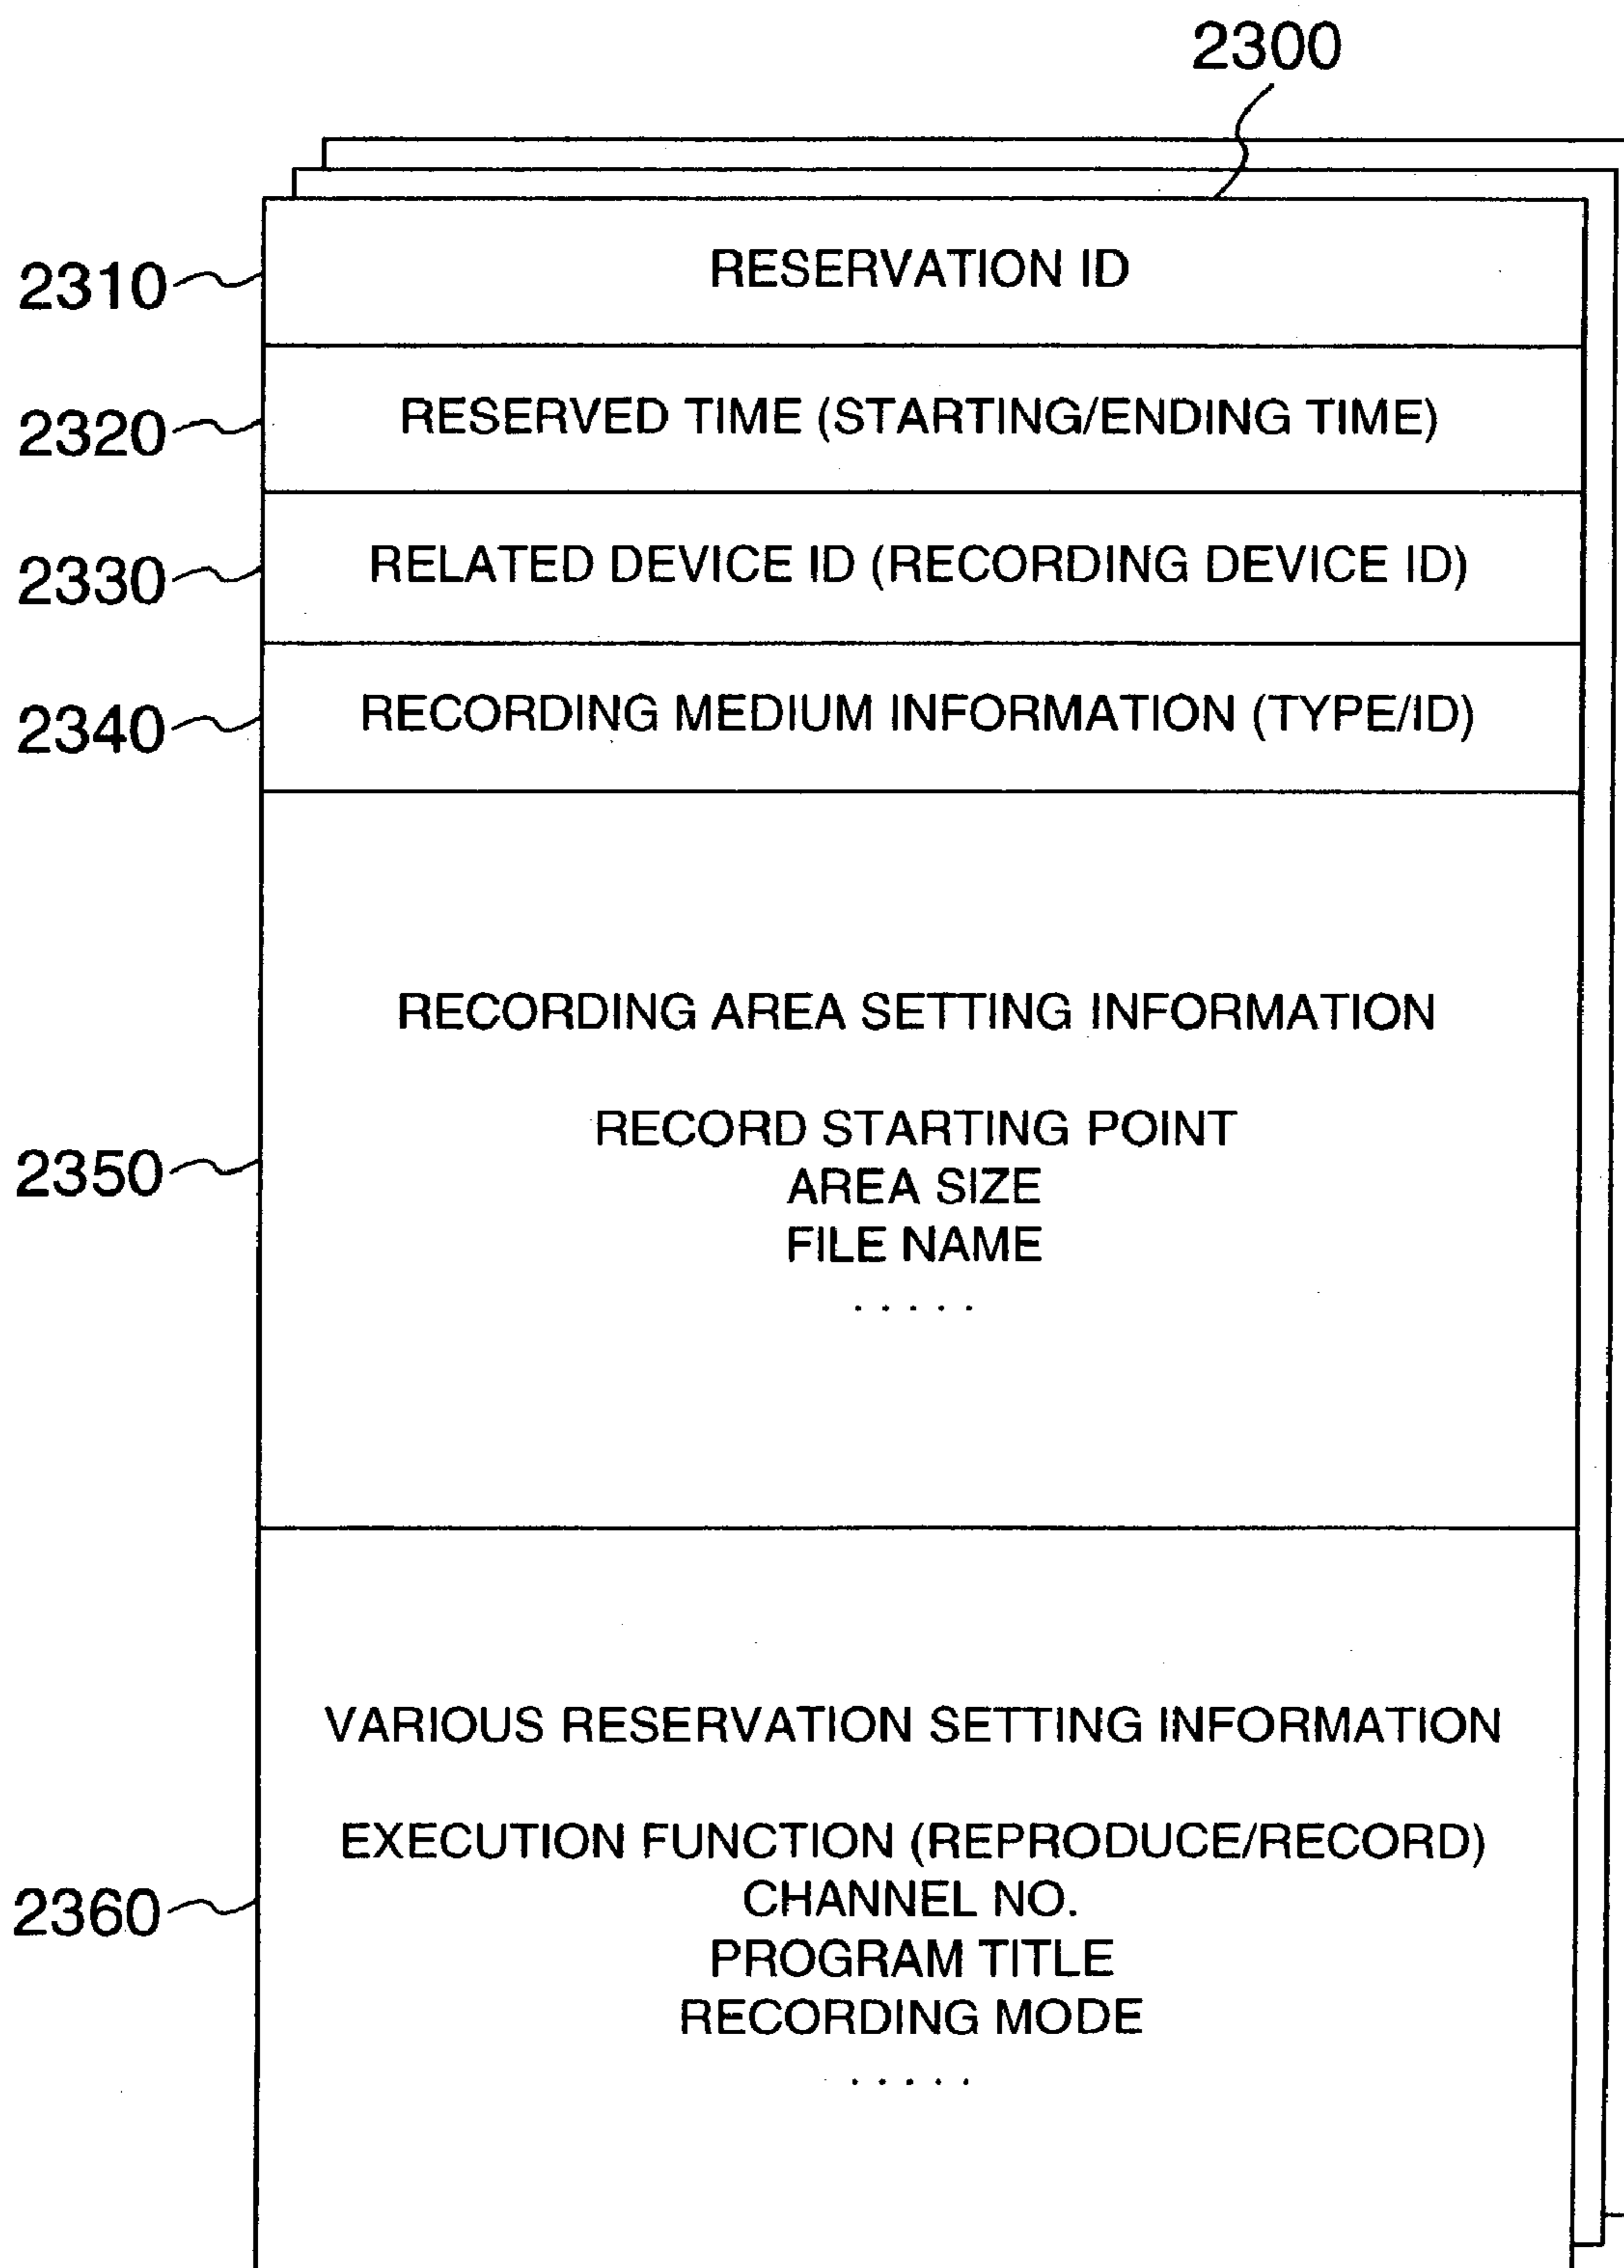 2300
2310 RESERVATION ID
2320 RESERVED TIME (STARTING/ENDING TIME)
2330 RELATED DEVICE ID (RECORDING DEVICE ID)
2340 RECORDING MEDIUM INFORMATION (TYPE/ID)
RECORDING AREA SETTING INFORMATION
RECORD STARTING POINT
2350 AREA SIZE
FILE NAME
.....
VARIOUS RESERVATION SETTING INFORMATION
EXECUTION FUNCTION (REPRODUCE/RECORD)
2360 CHANNEL NO.
PROGRAM TITLE
RECORDING MODE
.....